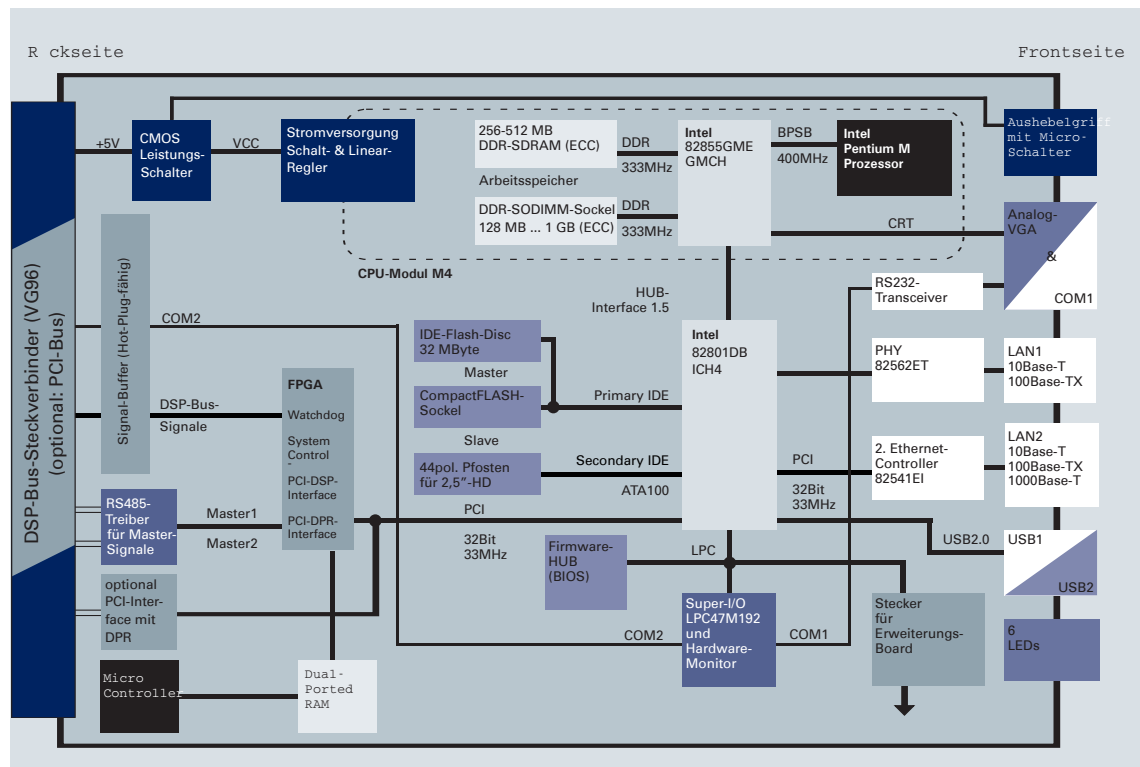 R ckseite
Frontseite
DSP-Bus-Steckverbinder (VG96)
(optional: PCI-Bus)
+5V
CMOS
Leistungs-
Schalter
VCC
Stromversorgung
Schalt- & Linear-
Regler
256-512 MB
DDR-SDRAM (ECC)
Arbeitsspeicher
DDR
333MHz
DDR-SODIMM-Sockel
128 MB ... 1 GB (ECC)
DDR
333MHz
Intel
82855GME
GMCH
BPSB
400MHz
Intel
Pentium M
Prozessor
CRT
CPU-Modul M4
Aushebelgriff
mit Micro-
Schalter
Analog-
VGA
&
COM1
RS232-
Transceiver
HUB-
Interface 1.5
Signal-Buffer (Hot-Plug-fähig)
COM2
DSP-Bus-
Signale
FPGA
Watchdog
System
Control
-
PCI-DSP-
Interface
PCI-DPR-
Interface
IDE-Flash-Disc
32 MByte
Master
CompactFLASH-
Sockel
Slave
44pol. Pfosten
für 2,5"-HD
Primary IDE
Secondary IDE
ATA100
Intel
82801DB
ICH4
PHY
82562ET
LAN1
10Base-T
100Base-TX
PCI
32Bit
33MHz
2. Ethernet-
Controller
82541EI
LAN2
10Base-T
100Base-TX
1000Base-T
RS485-
Treiber
für Master-
Signale
Master1
Master2
PCI
32Bit
33MHz
USB2.0
USB1
USB2
optional
PCI-Inter-
face mit
DPR
Firmware-
HUB
(BIOS)
LPC
Super-I/O
LPC47M192
und
Hardware-
Monitor
COM2
COM1
Stecker
für
Erweiterungs-
Board
6
LEDs
Micro
Controller
Dual-
Ported
RAM